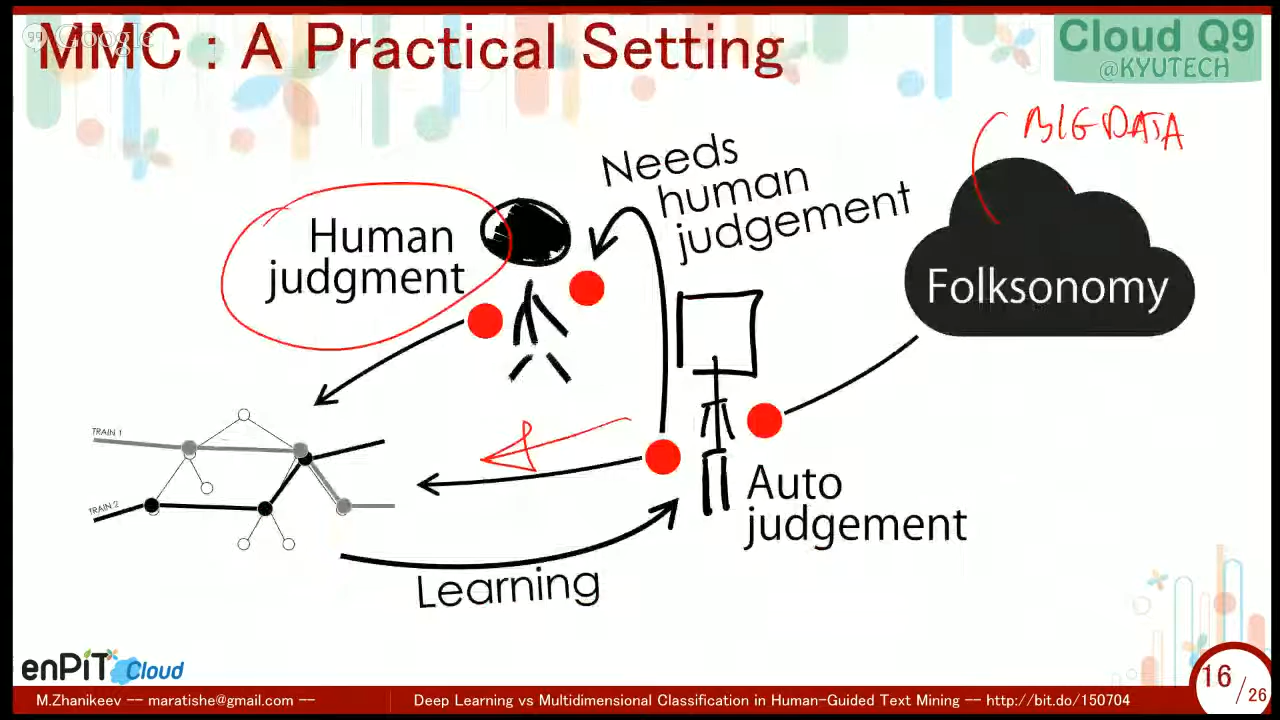 Google
MMC : A Practical Setting
Cloud Q9
@KYUTECH
BIG DATA
Needs
human
judgement
Human
judgment
Folksonomy
TRAIN 1
TRAIN 2
Auto
judgement
Learning
enPiT Cloud
M.Zhanikeev -- maratishe@gmail.com --
Deep Learning vs Multidimensional Classification in Human-Guided Text Mining -- http://bit.do/150704
16/26